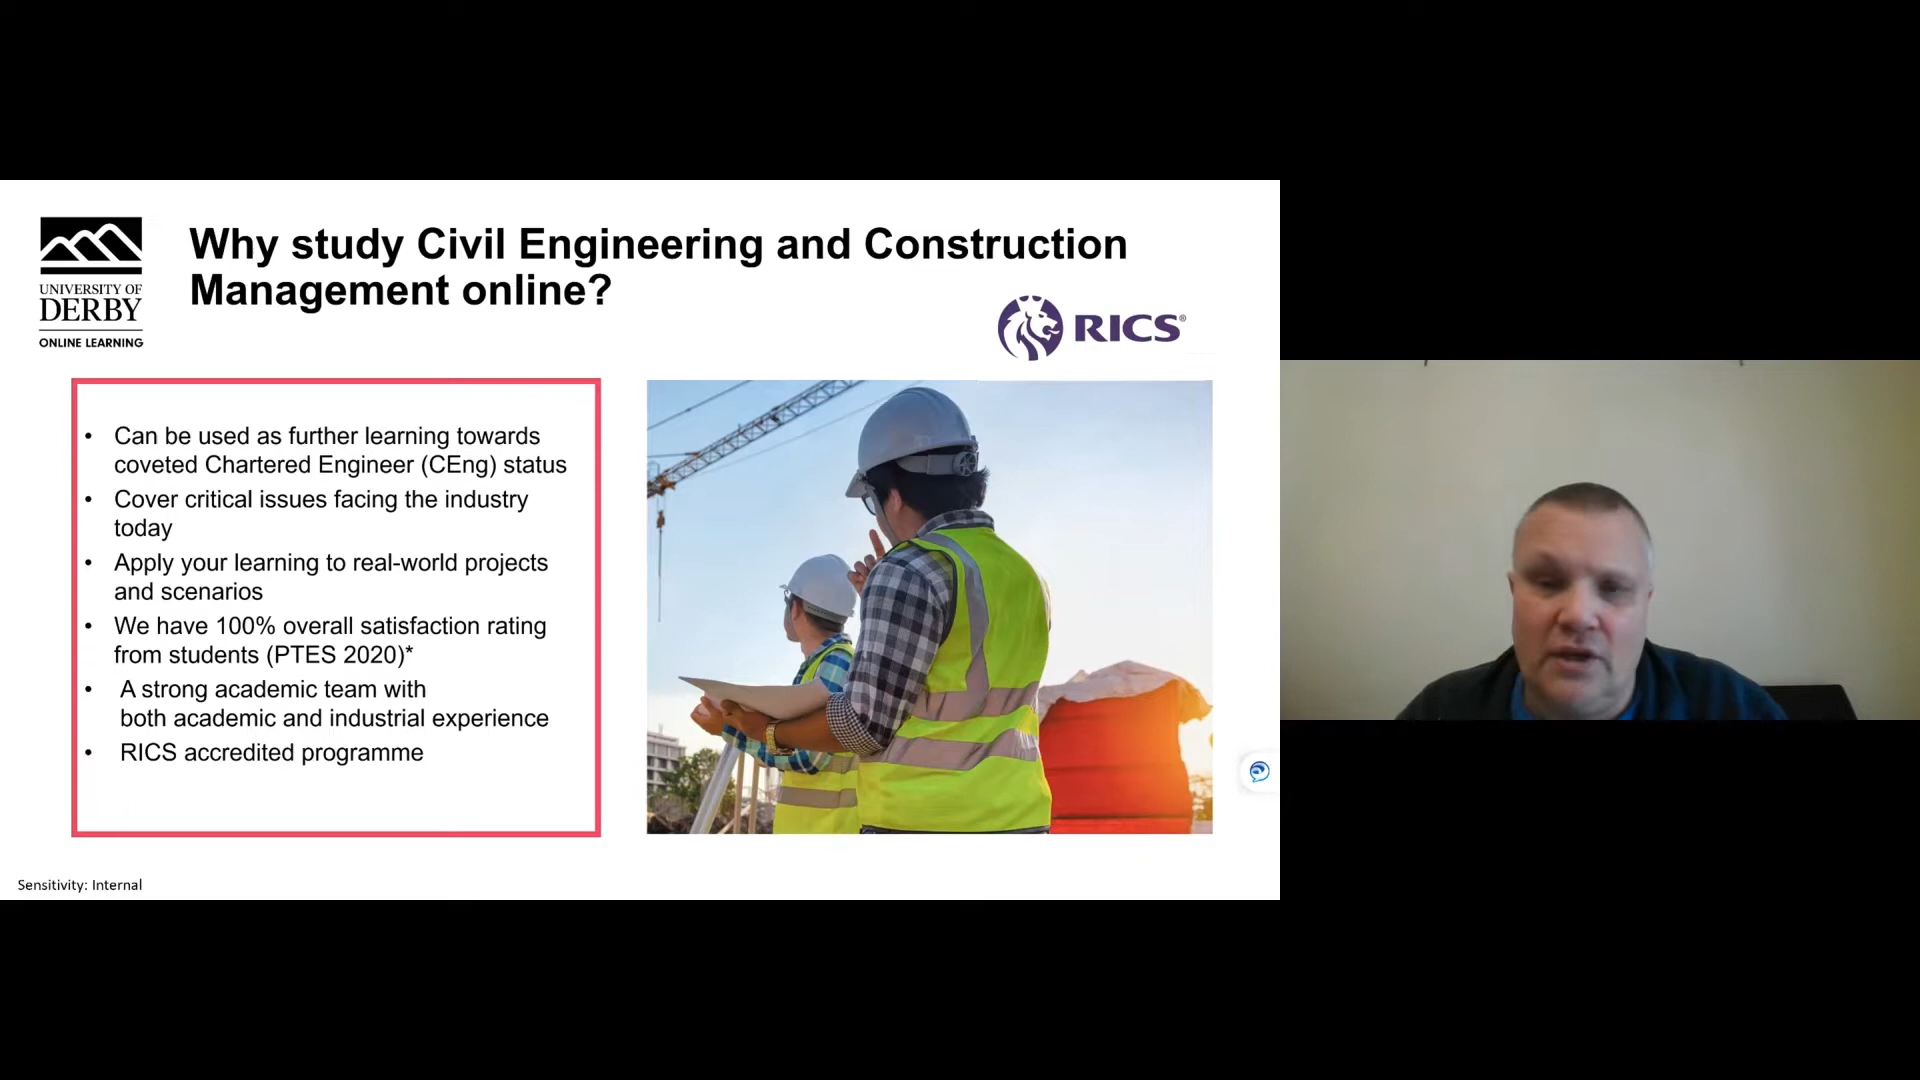 Why study Civil Engineering and Construction
Management online?
UNIVERSITY OF
DERBY
ONLINE LEARNING
RICS®
• Can be used as further learning towards
coveted Chartered Engineer (CEng) status
• Cover critical issues facing the industry
today
• Apply your learning to real-world projects
and scenarios
• We have 100% overall satisfaction rating
from students (PTES 2020)*
• A strong academic team with
both academic and industrial experience
• RICS accredited programme
Sensitivity: Internal